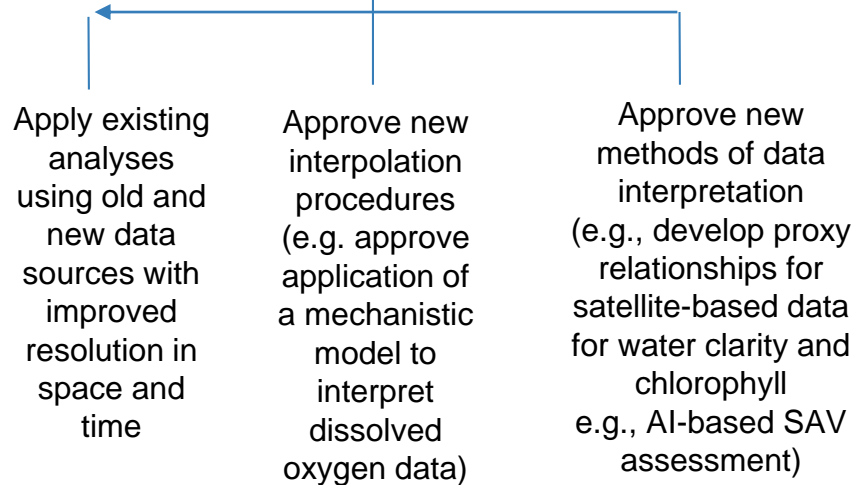 Apply existing
analyses
using old and
new data
sources with
improved
resolution in
space and
time
Approve new
interpolation
procedures
(e.g. approve
application of
a mechanistic
model to
interpret
dissolved
oxygen data)
Approve new
methods of data
interpretation
(e.g., develop proxy
relationships for
satellite-based data
for water clarity and
chlorophyll
e.g., AI-based SAV
assessment)